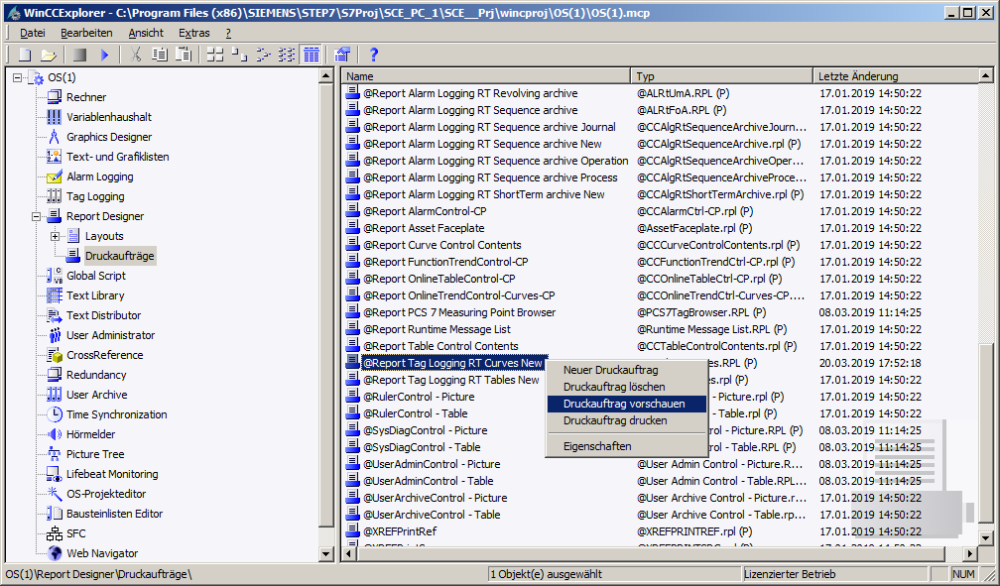 WinCCExplorer - C:\Program Files (x86)\SIEMENS\STEP7\S7Proj\SCE_PC_1\SCE__Prj\wincproj\OS(1)\OS(1).mcp
Datei Bearbeiten Ansicht Extras ?
OS(1)
Rechner
Variablenhaushalt
Graphics Designer
Text- und Grafiklisten
Alarm Logging
Tag Logging
Report Designer
Layouts
Druckaufträge
Global Script
Text Library
Text Distributor
User Administrator
CrossReference
Redundancy
User Archive
Time Synchronization
Hörmelder
Picture Tree
Lifebeat Monitoring
OS-Projekteditor
Bausteinlisten Editor
SFC
Web Navigator
Name Typ Letzte Änderung
@Report Alarm Logging RT Revolving archive @ALRtUmA.RPL (P) 17.01.2019 14:50:22
@Report Alarm Logging RT Sequence archive @ALRtFoA.RPL (P) 17.01.2019 14:50:22
@Report Alarm Logging RT Sequence archive Journal @CCAlgRtSequenceArchiveJourn... 17.01.2019 14:50:22
@Report Alarm Logging RT Sequence archive New @CCAlgRtSequenceArchive.rpl (P) 17.01.2019 14:50:22
@Report Alarm Logging RT Sequence archive Operation @CCAlgRtSequenceArchiveOper... 17.01.2019 14:50:22
@Report Alarm Logging RT Sequence archive Process @CCAlgRtSequenceArchiveProce... 17.01.2019 14:50:22
@Report Alarm Logging RT ShortTerm archive New @CCAlgRtShortTermArchive.rpl (P) 17.01.2019 14:50:22
@Report AlarmControl-CP @CCAlarmCtrl-CP.rpl (P) 17.01.2019 14:50:22
@Report Asset Faceplate @AssetFaceplate.rpl (P) 17.01.2019 14:50:22
@Report Curve Control Contents @CCCurveControlContents.rpl (P) 17.01.2019 14:50:22
@Report FunctionTrendControl-CP @CCFunctionTrendCtrl-CP.rpl (P) 17.01.2019 14:50:22
@Report OnlineTableControl-CP @CCOnlineTableCtrl-CP.rpl (P) 17.01.2019 14:50:22
@Report OnlineTrendControl-Curves-CP @CCOnlineTrendCtrl-Curves-CP.... 17.01.2019 14:50:22
@Report PCS 7 Measuring Point Browser @PCS7TagBrowser.RPL (P) 08.03.2019 11:14:25
@Report Runtime Message List @Runtime Message List.RPL (P) 17.01.2019 14:50:22
@Report Table Control Contents @CCTableControlContents.rpl (P) 17.01.2019 14:50:22
@Report Tag Logging RT Curves New es.RPL (P) 20.03.2019 17:52:18
@Report Tag Logging RT Tables New es.rpl (P) 17.01.2019 14:50:22
@RulerControl - Picture - Picture.rpl (P) 17.01.2019 14:50:22
@RulerControl - Table - Table.rpl (P) 17.01.2019 14:50:22
@SysDiagControl - Picture ontrol - Picture.RPL (P) 08.03.2019 11:14:25
@SysDiagControl - Table ontrol - Table.RPL (P) 08.03.2019 11:14:25
@UserAdminControl - Picture @User Admin Control - Picture.R... 08.03.2019 11:14:25
@UserAdminControl - Table @User Admin Control - Table.RPL... 08.03.2019 11:14:25
@UserArchiveControl - Picture @User Archive Control - Picture.r... 17.01.2019 14:50:22
@UserArchiveControl - Table @User Archive Control - Table.rp... 17.01.2019 14:50:22
@XREFPrintRef @XREFPRINTREF.rpl (P) 17.01.2019 14:50:22
Neuer Druckauftrag
Druckauftrag löschen
Druckauftrag vorschauen
Druckauftrag drucken
Eigenschaften
OS(1)\Report Designer\Druckaufträge\ 1 Objekt(e) ausgewählt Lizenzierter Betrieb NUM